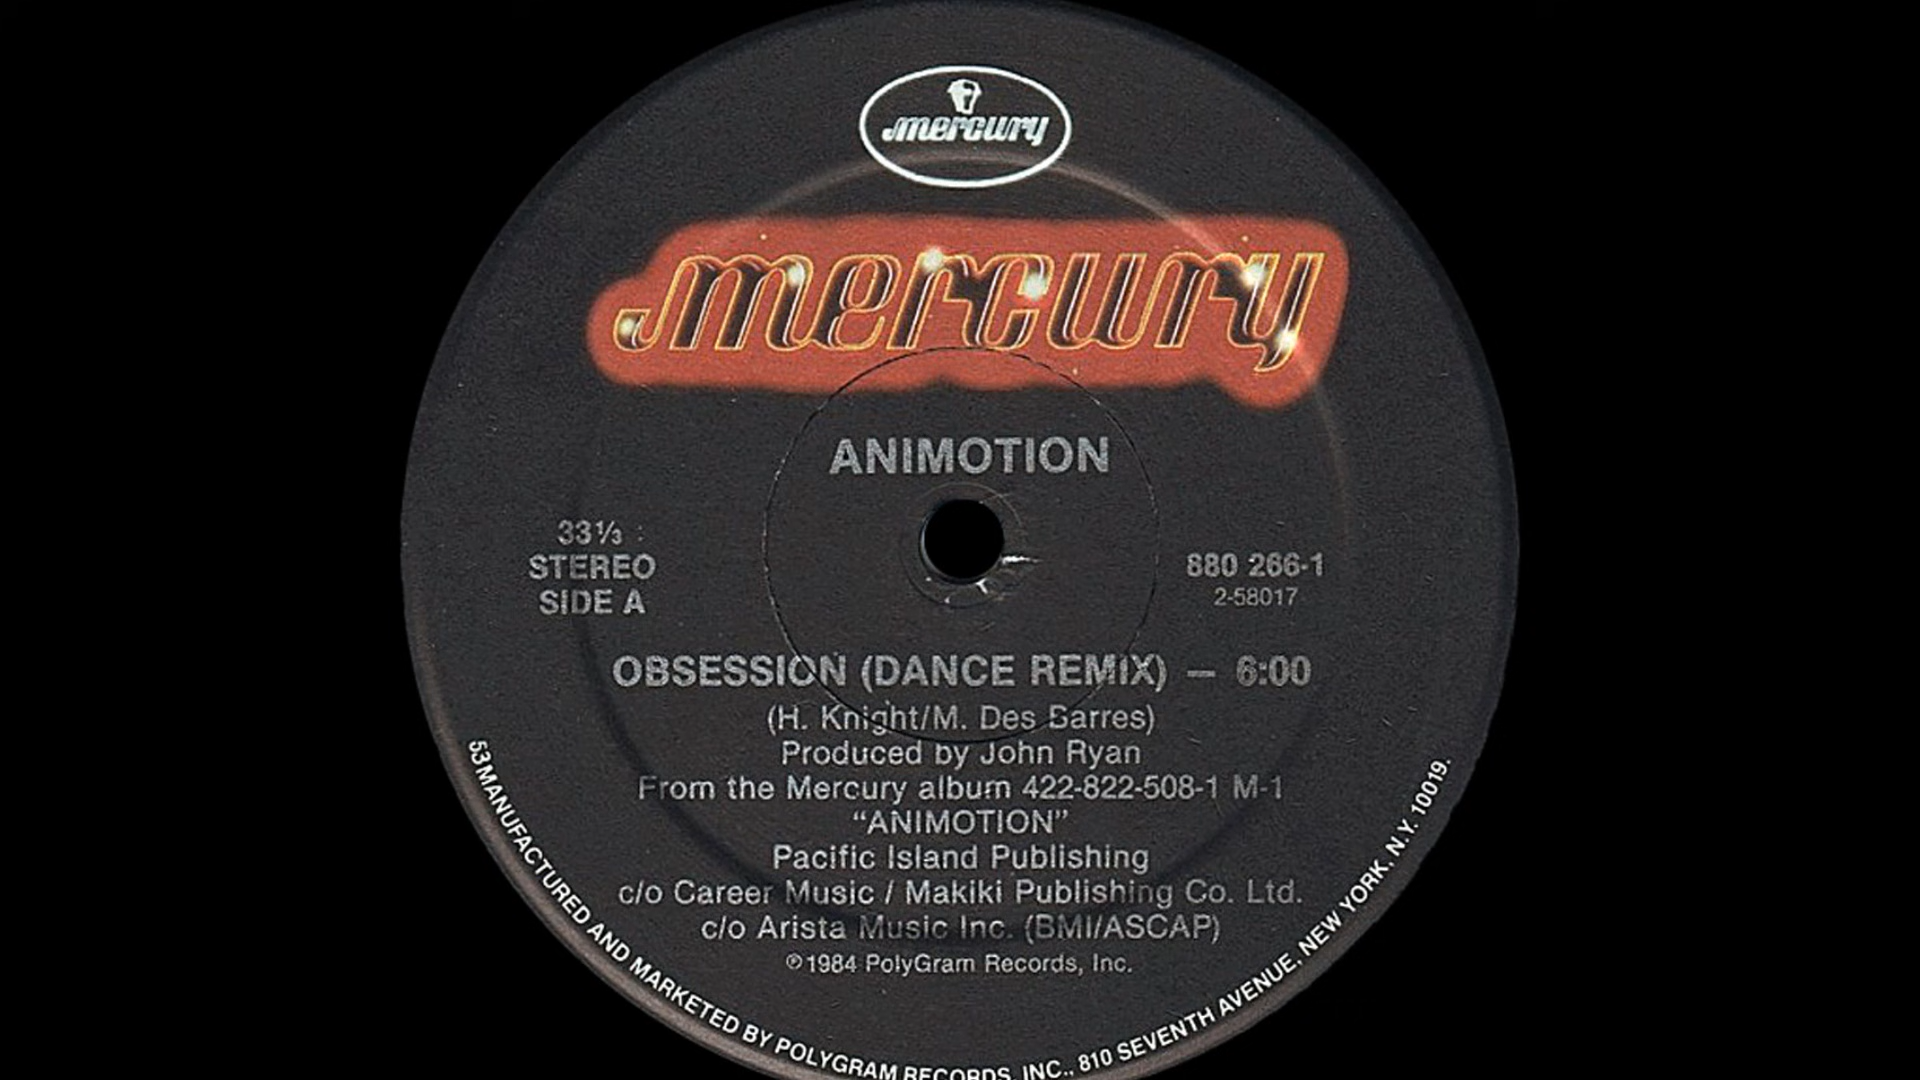 mercury
mercury
ANIMOTION
33⅓
STEREO
SIDE A
880 266-1
2-58017
OBSESSION (DANCE REMIX) — 6:00
(H. Knight/M. Des Barres)
Produced by John Ryan
From the Mercury album 422-822-508-1 M-1
“ANIMOTION”
Pacific Island Publishing
c/o Career Music / Makiki Publishing Co. Ltd.
c/o Arista Music Inc. (BMI/ASCAP)
℗1984 PolyGram Records, Inc.
53 MANUFACTURED AND MARKETED BY POLYGRAM RECORDS, INC., 810 SEVENTH AVENUE, NEW YORK, N.Y. 10019.